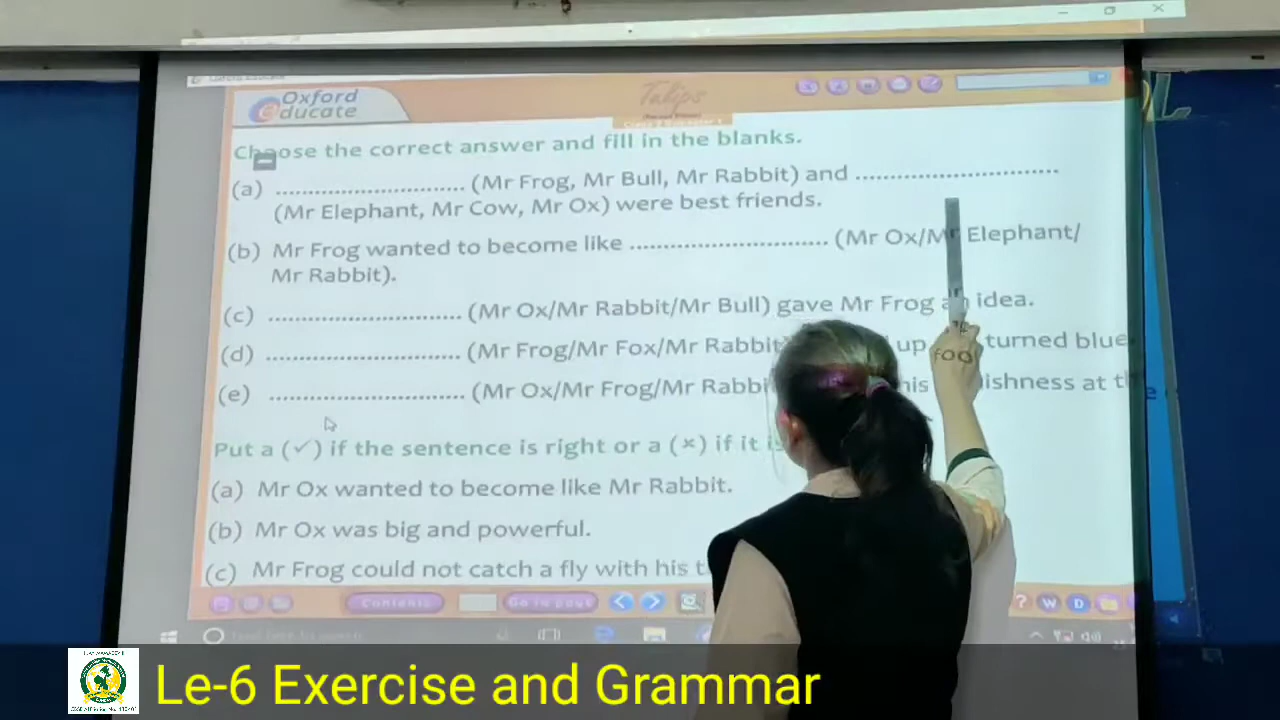 Oxford
educate
Tulips
Choose the correct answer and fill in the blanks.
(a) .............................. (Mr Frog, Mr Bull, Mr Rabbit) and ..............................
(Mr Elephant, Mr Cow, Mr Ox) were best friends.
(b) Mr Frog wanted to become like .............................. (Mr Ox/Mr Elephant/
Mr Rabbit).
(c) .............................. (Mr Ox/Mr Rabbit/Mr Bull) gave Mr Frog an idea.
(d) .............................. (Mr Frog/Mr Fox/Mr Rabbit up turned blue
(e) .............................. (Mr Ox/Mr Frog/Mr Rabb his foolishness at
Put a (✓) if the sentence is right or a (×) if it is
(a) Mr Ox wanted to become like Mr Rabbit.
(b) Mr Ox was big and powerful.
(c) Mr Frog could not catch a fly with his
Contents
Go to page
? W D
Le-6 Exercise and Grammar